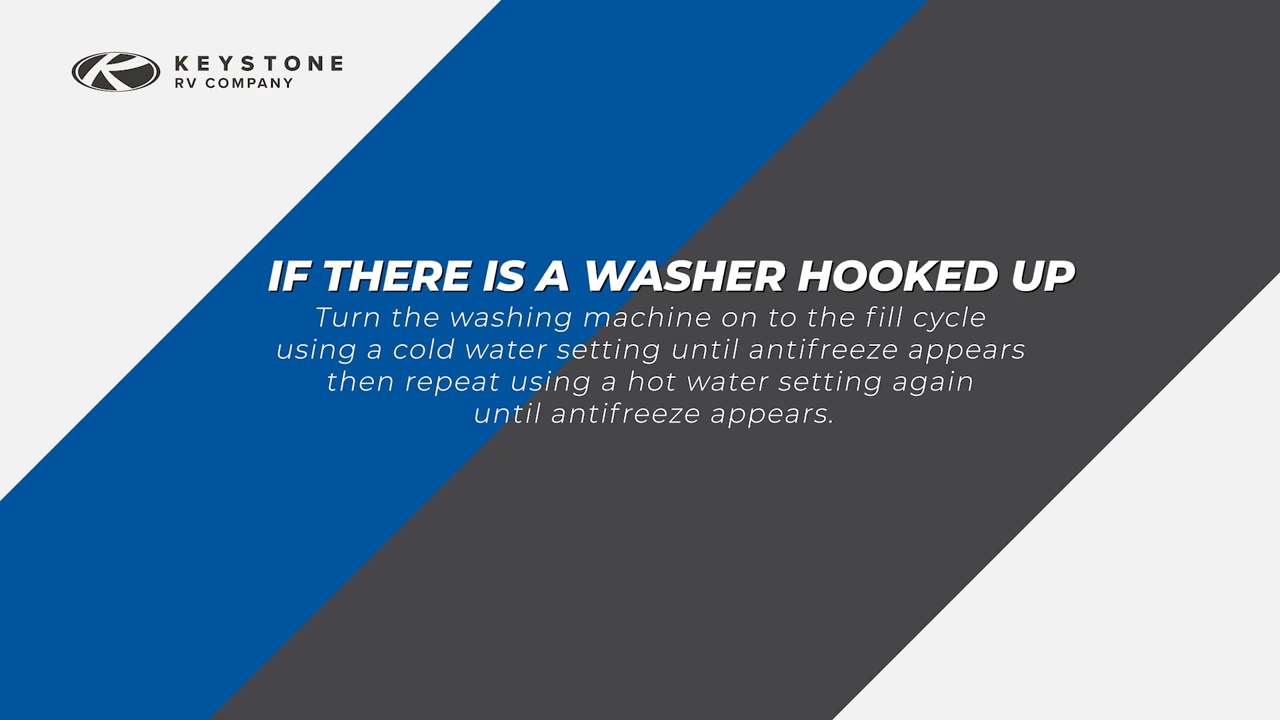 KEYSTONE
RV COMPANY
IF THERE IS A WASHER HOOKED UP
Turn the washing machine on to the fill cycle
using a cold water setting until antifreeze appears
then repeat using a hot water setting again
until antifreeze appears.